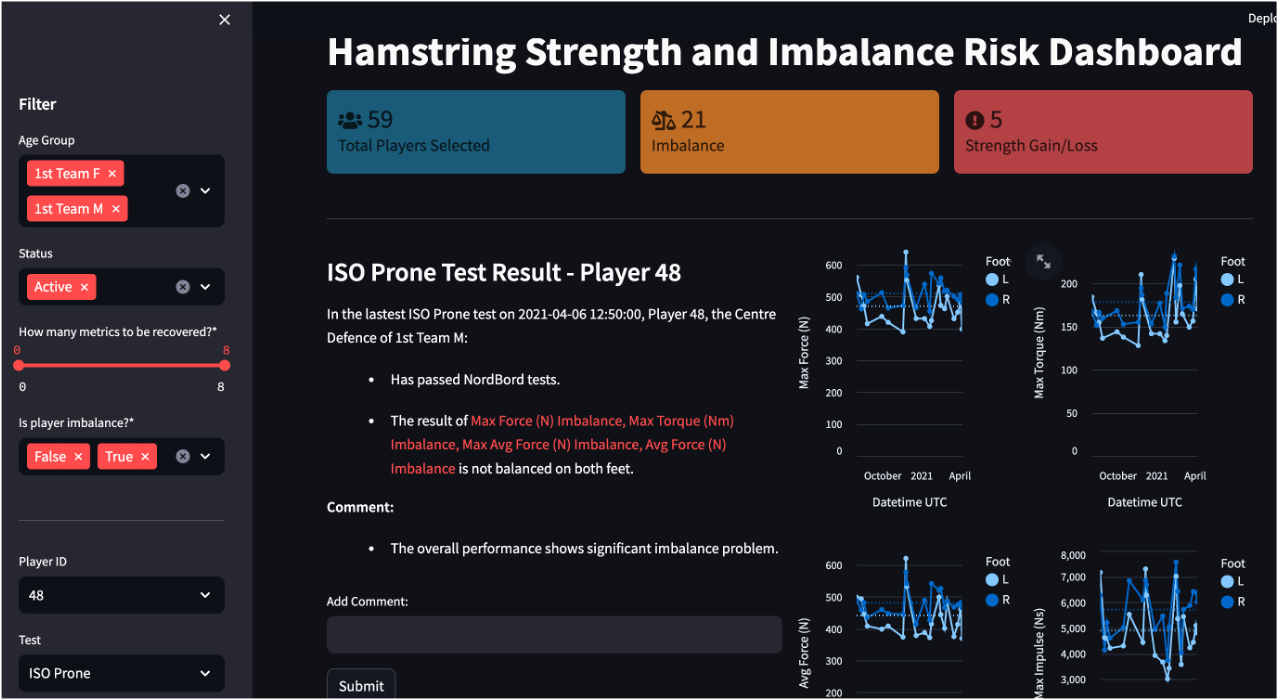 Deplo
Filter
Age Group
1st Team F ×
1st Team M ×
Status
Active ×
How many metrics to be recovered?*
0 8
0 8
Is player imbalance?*
False × True ×
Player ID
48
Test
ISO Prone
Hamstring Strength and Imbalance Risk Dashboard
59
Total Players Selected
21
Imbalance
5
Strength Gain/Loss
ISO Prone Test Result - Player 48
In the lastest ISO Prone test on 2021-04-06 12:50:00, Player 48, the Centre
Defence of 1st Team M:
• Has passed NordBord tests.
• The result of Max Force (N) Imbalance, Max Torque (Nm)
Imbalance, Max Avg Force (N) Imbalance, Avg Force (N)
Imbalance is not balanced on both feet.
Comment:
• The overall performance shows significant imbalance problem.
Add Comment:
Submit
Max Force (N)
600
500
400
300
200
100
0
October 2021 April
Datetime UTC
Foot
L
R
Max Torque (Nm)
200
150
100
50
0
October 2021 April
Datetime UTC
Foot
L
R
Avg Force (N)
600
500
400
300
200
Foot
L
R
Max Impulse (Ns)
8,000
7,000
6,000
5,000
4,000
3,000
Foot
L
R